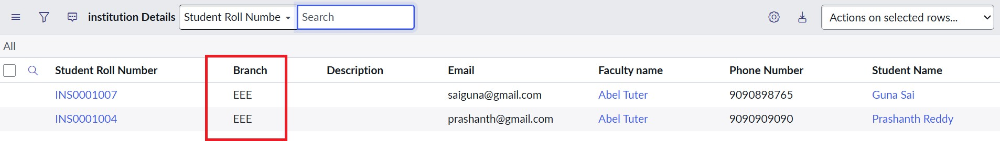 institution Details Student Roll Numbe Search Actions on selected rows...
All
Student Roll Number Branch Description Email Faculty name Phone Number Student Name
INS0001007 EEE saiguna@gmail.com Abel Tuter 9090898765 Guna Sai
INS0001004 EEE prashanth@gmail.com Abel Tuter 9090909090 Prashanth Reddy